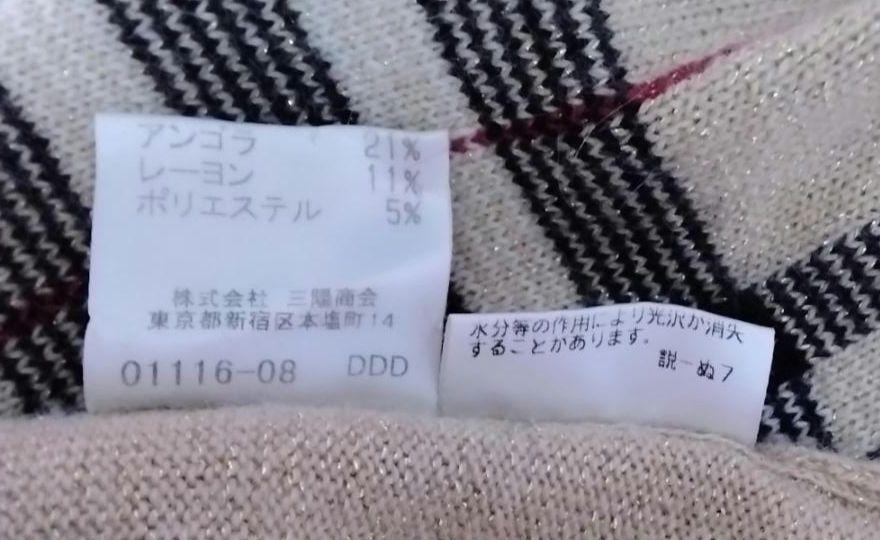 アンゴラ 21%
レーヨン 11%
ポリエステル 5%
株式会社 三陽商会
東京都新宿区本塩町14
01116-08 DDD
水分等の作用により光沢が消失
することがあります。
説-ぬ7